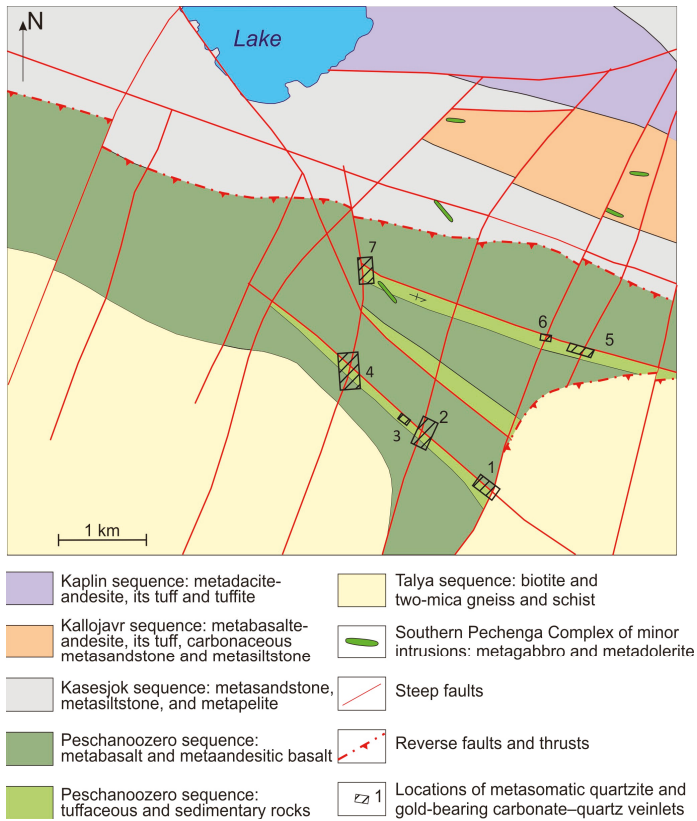 N
Lake
7
6
5
4
2
3
1
1 km
Kaplin sequence: metadacite-
andesite, its tuff and tuffite
Kallojavr sequence: metabasalte-
andesite, its tuff, carbonaceous
metasandstone and metasiltstone
Kasesjok sequence: metasandstone,
metasiltstone, and metapelite
Peschanoozero sequence:
metabasalt and metaandesitic basalt
Peschanoozero sequence:
tuffaceous and sedimentary rocks
Talya sequence: biotite and
two-mica gneiss and schist
Southern Pechenga Complex of minor
intrusions: metagabbro and metadolerite
Steep faults
Reverse faults and thrusts
1
Locations of metasomatic quartzite and
gold-bearing carbonate–quartz veinlets